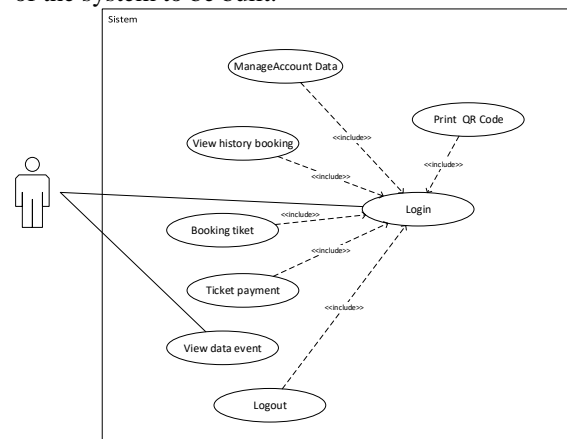 of the system to be built.
Sistem
ManageAccount Data
Print QR Code
<<include>>
<<include>>
View history booking
<<include>>
Login
<<include>>
Booking tiket
<<include>>
Ticket payment
<<include>>
View data event
Logout